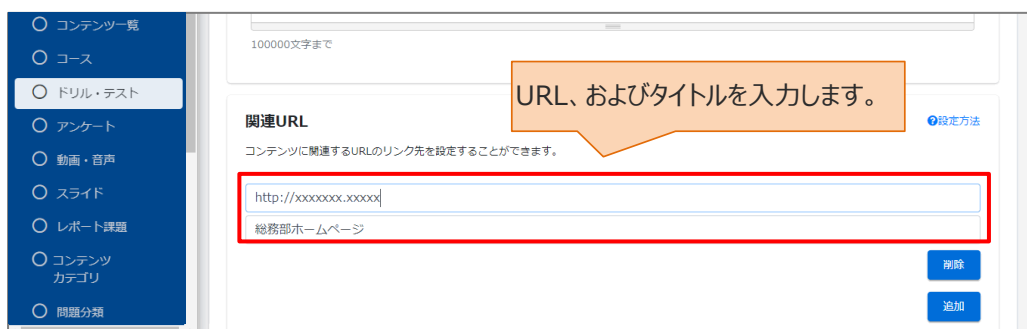 コンテンツ一覧
コース
ドリル・テスト
アンケート
動画・音声
スライド
レポート課題
コンテンツ
カテゴリ
問題分類
100000文字まで
URL、およびタイトルを入力します。
関連URL
設定方法
コンテンツに関連するURLのリンク先を設定することができます。
http://xxxxxxx.xxxxx
総務部ホームページ
削除
追加